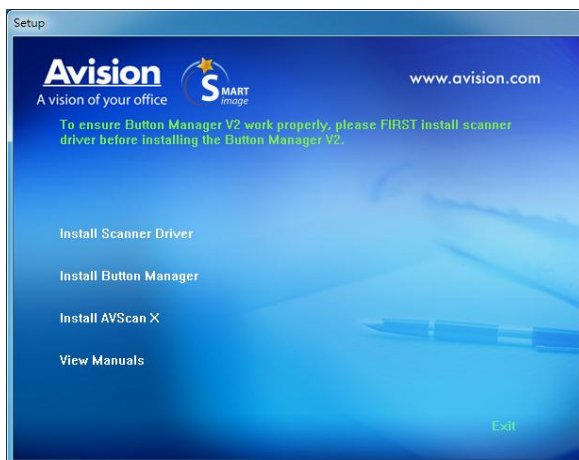 Setup
Avision
A vision of your office
SMART
image
www.avision.com
To ensure Button Manager V2 work properly, please FIRST install scanner
driver before installing the Button Manager V2.
Install Scanner Driver
Install Button Manager
Install AVScan X
View Manuals
Exit